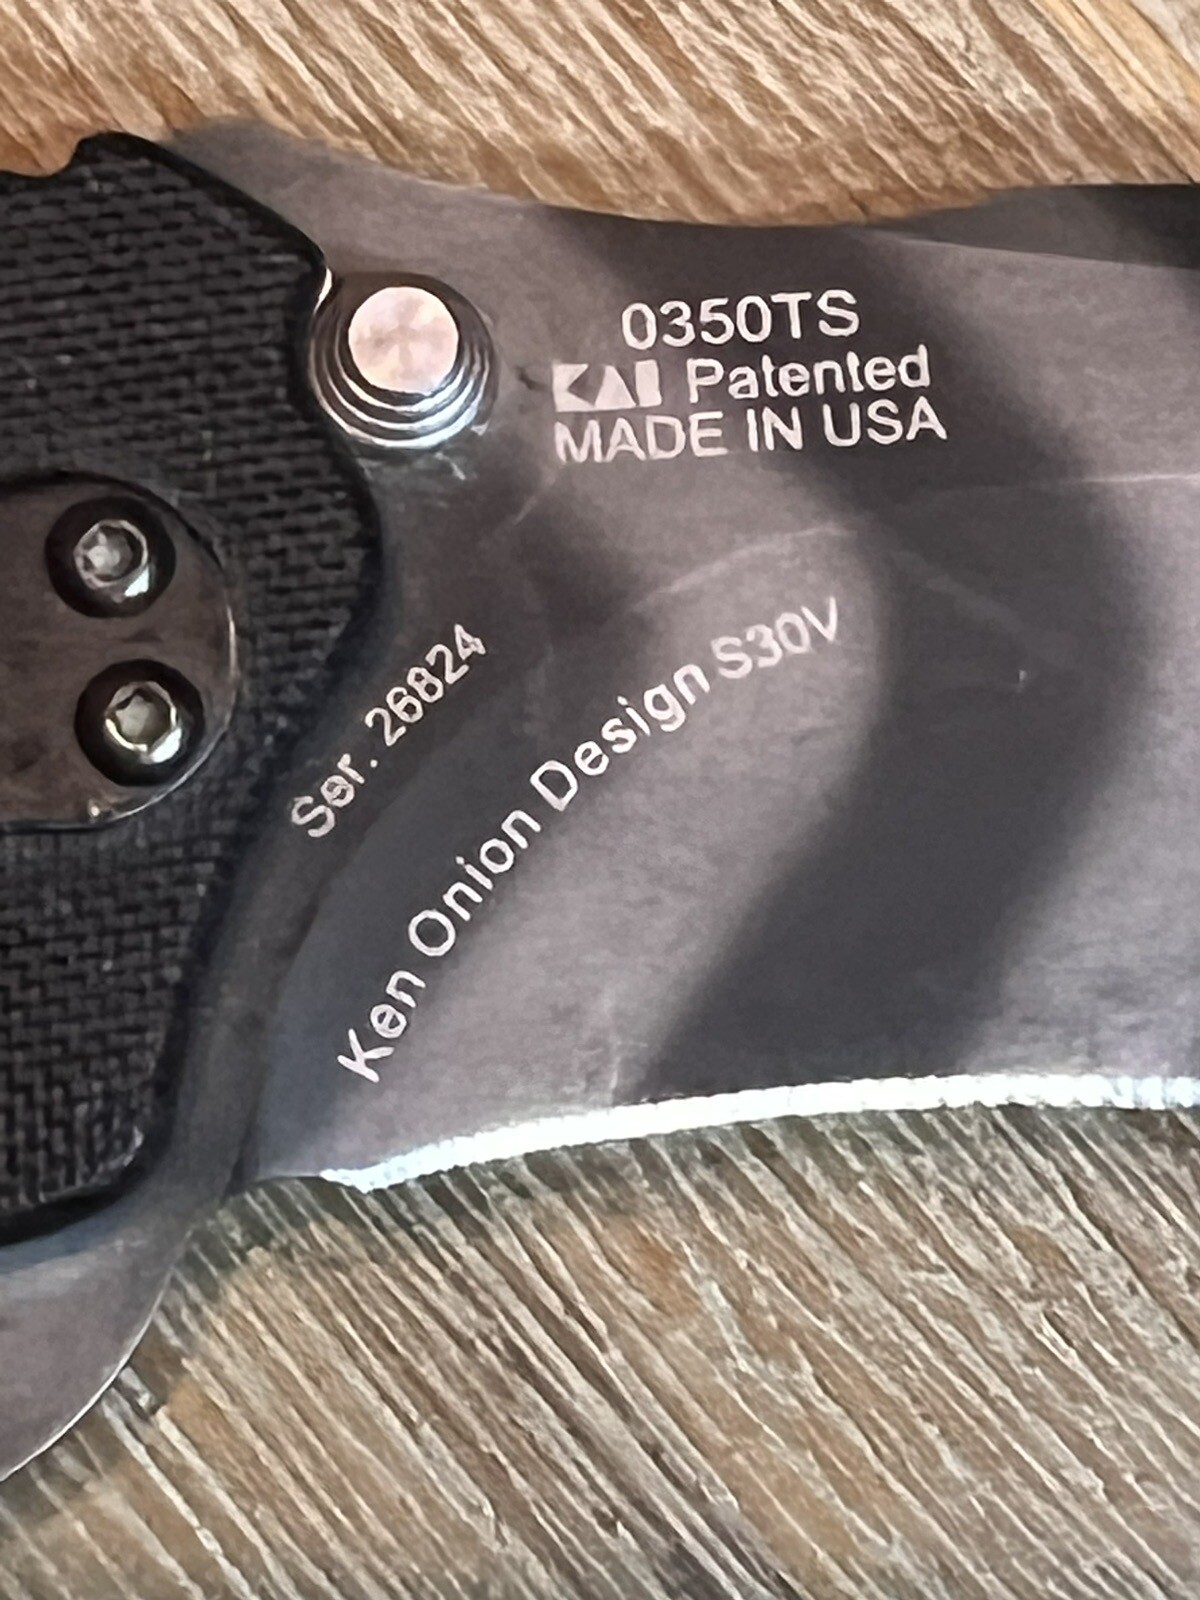 0350TS
KAI Patented
MADE IN USA
Ser. 26824
Ken Onion Design S30V